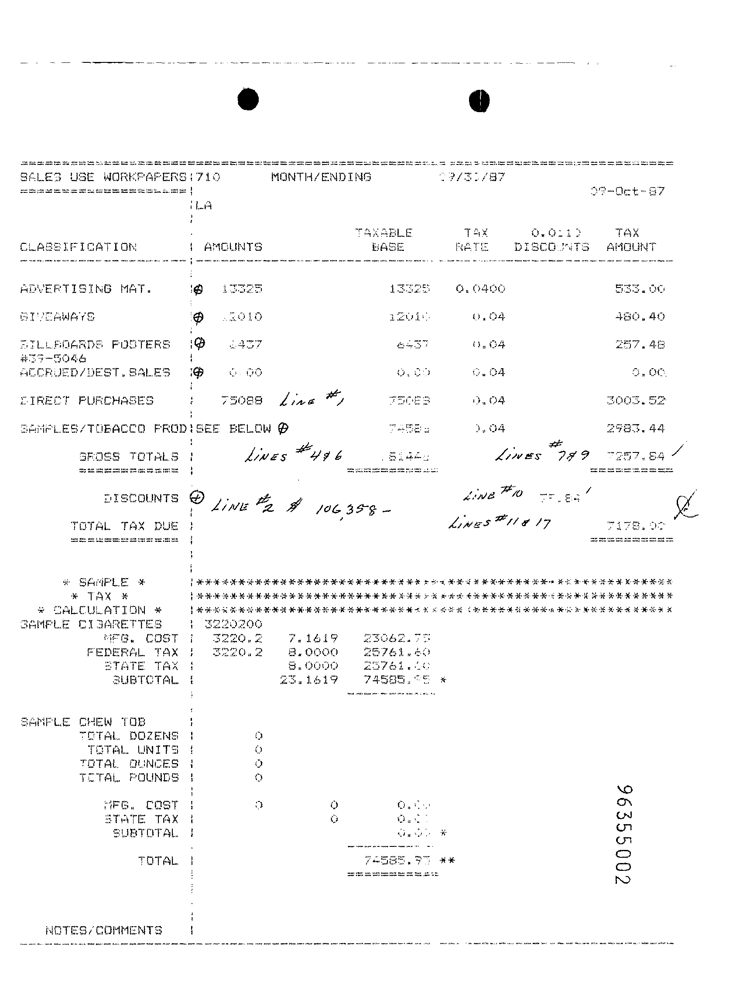 SALES USE WORKPAPERS 710 MONTH/ENDING 09/30/87
09-Oct-87
LA
TAXABLE TAX 0.0110 TAX
CLASSIFICATION AMOUNTS BASE RATE DISCOUNTS AMOUNT
ADVERTISING MAT. 13325 13325 0.0400 533.00
GIVEAWAYS 12010 12010 0.04 480.40
BILLBOARDS POSTERS 6437 6437 0.04 257.48
#39-5046
ACCRUED/DEST.SALES 0.00 0.00 0.04 0.00
DIRECT PURCHASES 75088 Line #1 75088 0.04 3003.52
SAMPLES/TOBACCO PROD SEE BELOW 74586 0.04 2983.44
GROSS TOTALS Lines #4&6 Lines #7&9 7257.84
DISCOUNTS Line #2 $ 106,358- Line #10
TOTAL TAX DUE Lines #11&17 7178.00
* SAMPLE *
* TAX *
* CALCULATION *
SAMPLE CIGARETTES 3220200
MFG. COST 3220.2 7.1619 23062.75
FEDERAL TAX 3220.2 8.0000 25761.60
STATE TAX 8.0000 25761.60
SUBTOTAL 23.1619 74585.95 *
SAMPLE CHEW TOB
TOTAL DOZENS 0
TOTAL UNITS 0
TOTAL OUNCES 0
TOTAL POUNDS 0
MFG. COST 0 0 0.00
STATE TAX 0 0.00
SUBTOTAL 0.00 *
TOTAL 74585.95 **
NOTES/COMMENTS
96355002